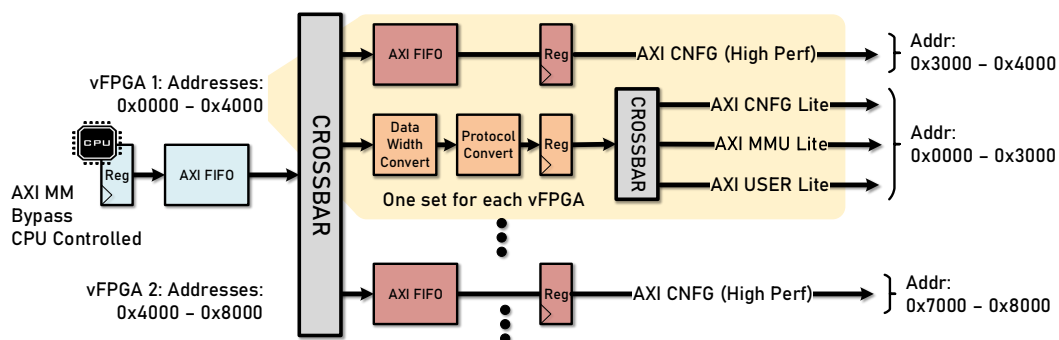 vFPGA 1: Addresses:
0x0000 – 0x4000
CPU
Reg
AXI FIFO
AXI MM
Bypass
CPU Controlled
CROSSBAR
AXI FIFO
Reg
AXI CNFG (High Perf)
Addr:
0x3000 – 0x4000
Data
Width
Convert
Protocol
Convert
Reg
CROSSBAR
AXI CNFG Lite
AXI MMU Lite
AXI USER Lite
Addr:
0x0000 – 0x3000
One set for each vFPGA
vFPGA 2: Addresses:
0x4000 – 0x8000
AXI FIFO
Reg
AXI CNFG (High Perf)
Addr:
0x7000 – 0x8000